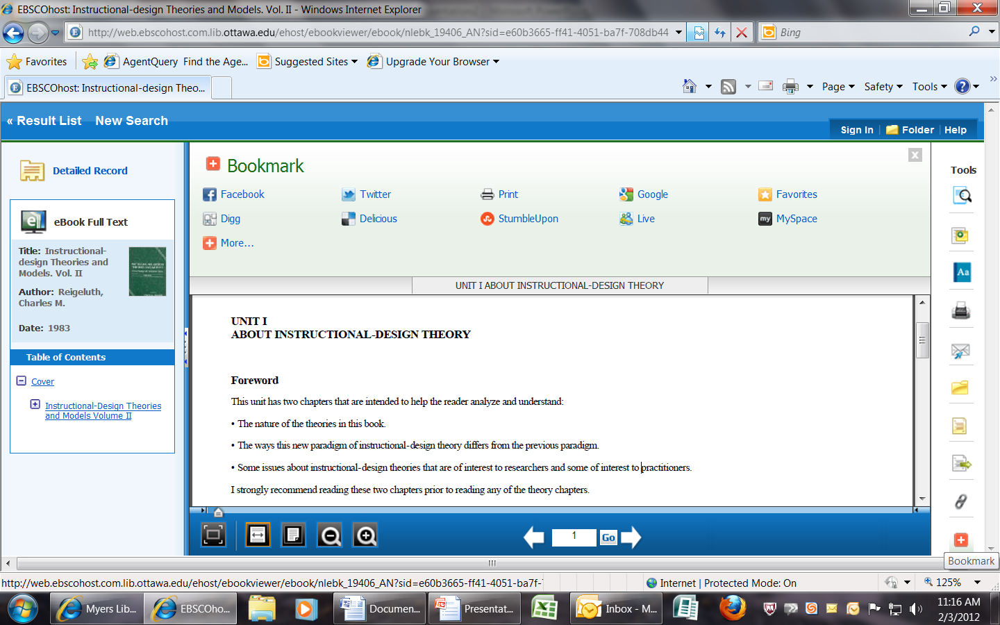 EBSCOhost: Instructional-design Theories and Models. Vol. II - Windows Internet Explorer
http://web.ebscohost.com.lib.ottawa.edu/ehost/ebookviewer/ebook/nlebk_19406_AN?sid=e60b3665-ff41-4051-ba7f-708db44
Bing
Favorites
AgentQuery Find the Age...
Suggested Sites
Upgrade Your Browser
EBSCOhost: Instructional-design Theo...
Page
Safety
Tools
« Result List
New Search
Sign In
Folder
Help
Detailed Record
eBook Full Text
Title: Instructional-
design Theories and
Models. Vol. II
Author: Reigeluth,
Charles M.
Date: 1983
Table of Contents
Cover
Instructional-Design Theories
and Models Volume II
Bookmark
Facebook
Twitter
Print
Google
Favorites
Digg
Delicious
StumbleUpon
Live
my
MySpace
More...
UNIT I ABOUT INSTRUCTIONAL-DESIGN THEORY
UNIT I
ABOUT INSTRUCTIONAL-DESIGN THEORY
Foreword
This unit has two chapters that are intended to help the reader analyze and understand:
• The nature of the theories in this book.
• The ways this new paradigm of instructional-design theory differs from the previous paradigm.
• Some issues about instructional-design theories that are of interest to researchers and some of interest to practitioners.
I strongly recommend reading these two chapters prior to reading any of the theory chapters.
1
Go
Tools
Aa
Bookmark
http://web.ebscohost.com.lib.ottawa.edu/ehost/ebookviewer/ebook/nlebk_19406_AN?sid=e60b3665-ff41-4051-ba7f-
Internet | Protected Mode: On
125%
Myers Lib...
EBSCOho...
Documen...
Presentat...
Inbox - M...
11:16 AM
2/3/2012